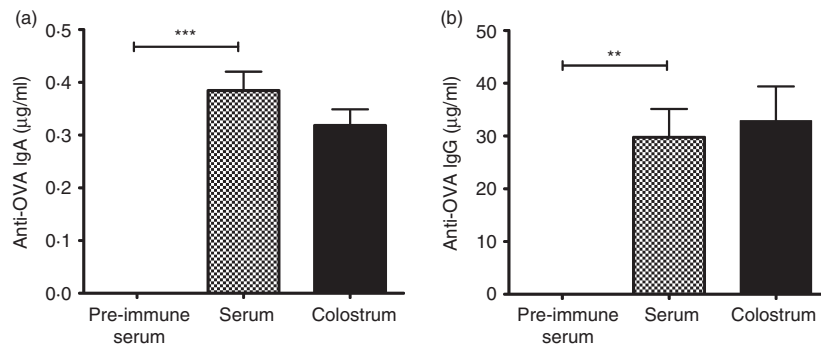 (a)
Anti-OVA IgA (µg/ml)
0·5
0·4
0·3
0·2
0·1
0·0
***
Pre-immune
serum
Serum
Colostrum
(b)
Anti-OVA IgG (µg/ml)
50
40
30
20
10
0
**
Pre-immune
serum
Serum
Colostrum